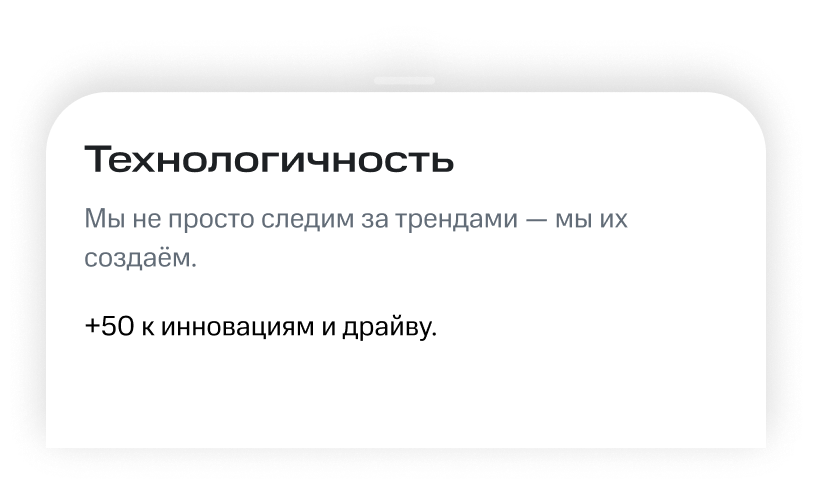 Технологичность
Мы не просто следим за трендами — мы их
создаём.
+50 к инновациям и драйву.